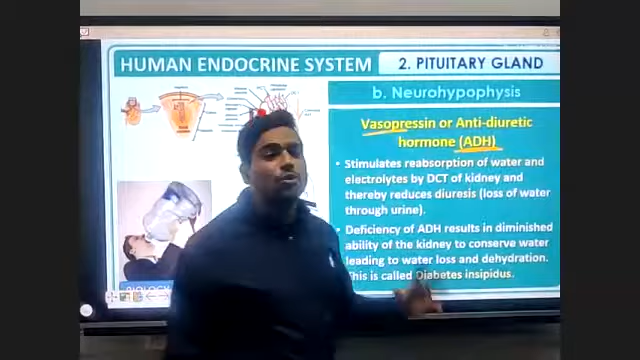 HUMAN ENDOCRINE SYSTEM
2. PITUITARY GLAND
b. Neurohypophysis
Vasopressin or Anti-diuretic
hormone (ADH)
• Stimulates reabsorption of water and
electrolytes by DCT of kidney and
thereby reduces diuresis (loss of water
through urine).
• Deficiency of ADH results in diminished
ability of the kidney to conserve water
leading to water loss and dehydration.
This is called Diabetes insipidus.
BIOLOGY